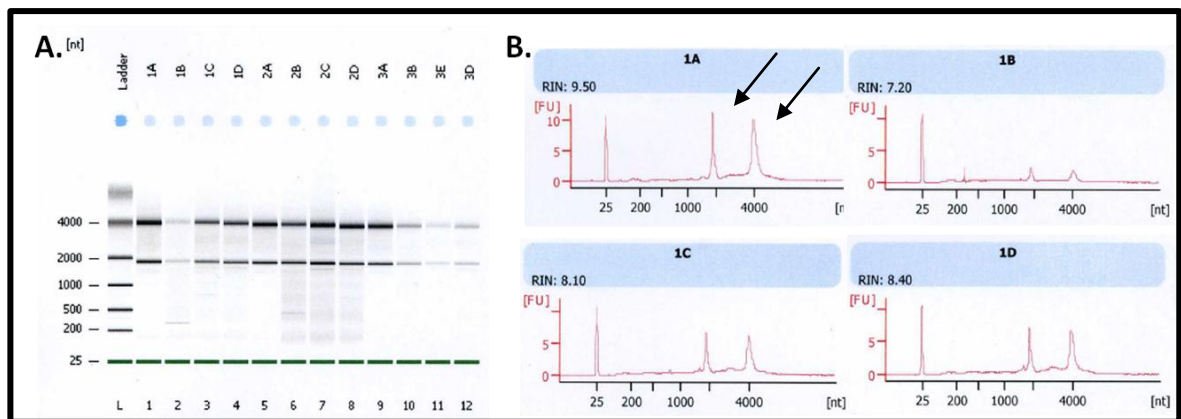 A.
[nt]
Ladder 1A 1B 1C 1D 2A 2B 2C 2D 3A 3B 3E 3D
4000
2000
1000
500
200
25
L 1 2 3 4 5 6 7 8 9 10 11 12
B.
1A
RIN: 9.50
[FU]
10
5
0
25 200 1000 4000 [n
1B
RIN: 7.20
[FU]
5
0
25 200 1000 4000 [nt]
1C
RIN: 8.10
[FU]
5
0
25 200 1000 4000 [nt]
1D
RIN: 8.40
[FU]
5
0
25 200 1000 4000 [nt]